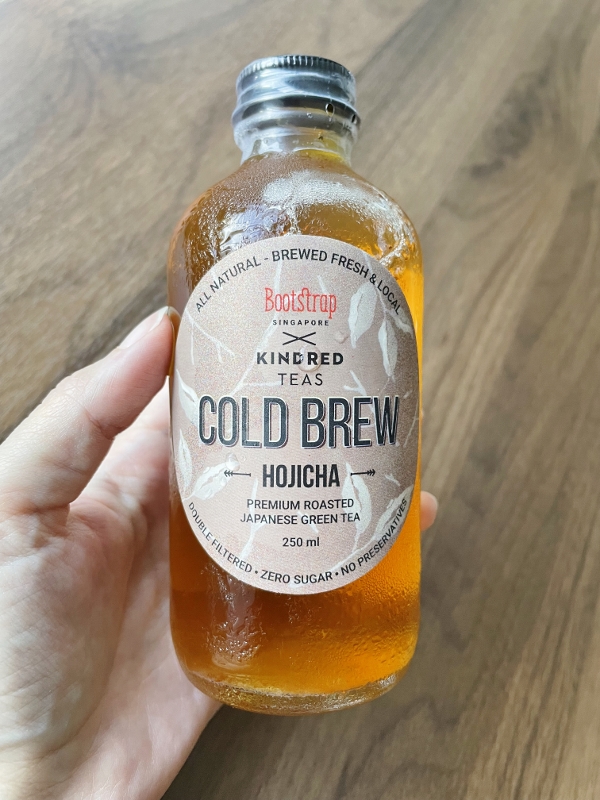 ALL NATURAL - BREWED FRESH & LOCAL
Bootstrap
SINGAPORE
KINDRED
TEAS
COLD BREW
HOJICHA
PREMIUM ROASTED
JAPANESE GREEN TEA
250 ml
DOUBLE FILTERED • ZERO SUGAR • NO PRESERVATIVES